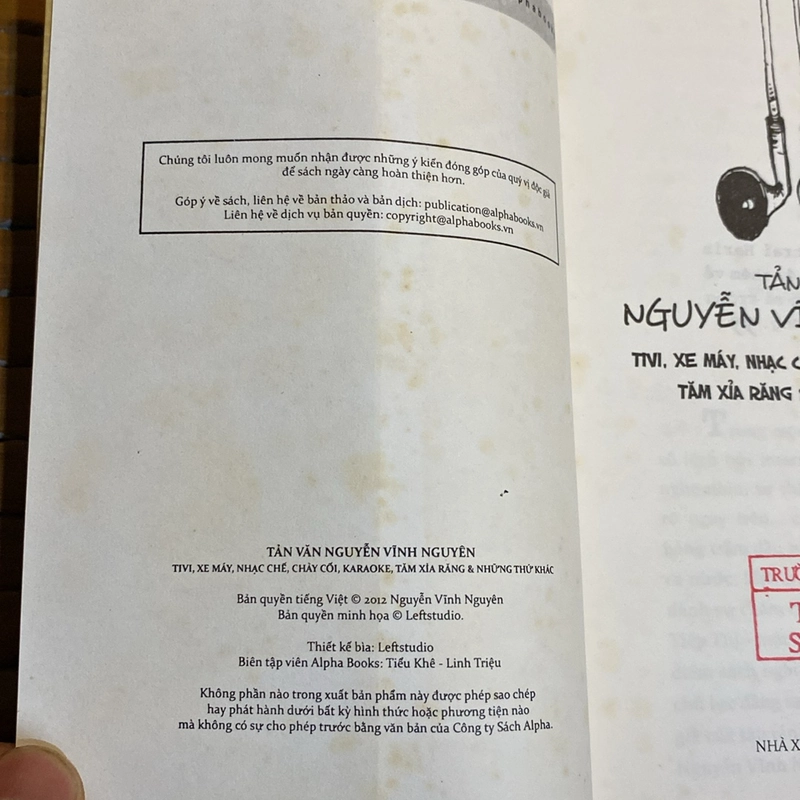 Chúng tôi luôn mong muốn nhận được những ý kiến đóng góp của quý vị độc giả
để sách ngày càng hoàn thiện hơn.
Góp ý về sách, liên hệ về bản thảo và bản dịch: publication@alphabooks.vn
Liên hệ về dịch vụ bản quyền: copyright@alphabooks.vn
TẢN VĂN NGUYỄN VĨNH NGUYÊN
TIVI, XE MÁY, NHẠC CHẾ, CHÀY CỐI, KARAOKE, TĂM XỈA RĂNG & NHỮNG THỨ KHÁC
Bản quyền tiếng Việt © 2012 Nguyễn Vĩnh Nguyên
Bản quyền minh họa © Leftstudio.
Thiết kế bìa: Leftstudio
Biên tập viên Alpha Books: Tiểu Khê - Linh Triệu
Không phần nào trong xuất bản phẩm này được phép sao chép
hay phát hành dưới bất kỳ hình thức hoặc phương tiện nào
mà không có sự cho phép trước bằng văn bản của Công ty Sách Alpha.
TẢN
NGUYỄN VĨ
TIVI, XE MÁY, NHẠC C
TĂM XỈA RĂNG
TRƯỜ
T
S
NHÀ X